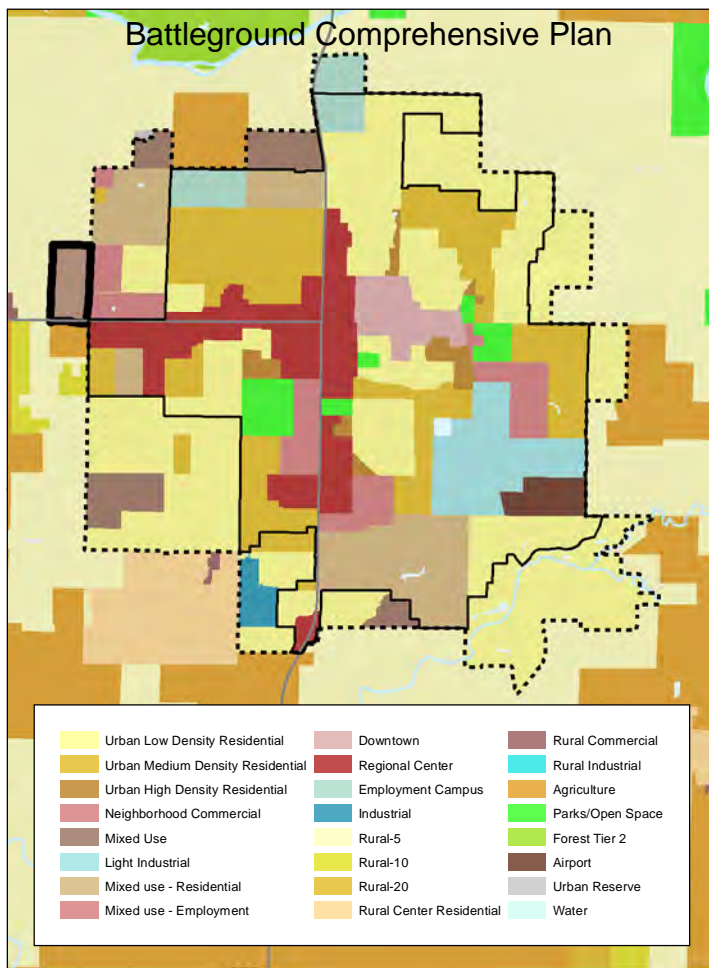 Battleground Comprehensive Plan
Urban Low Density Residential
Urban Medium Density Residential
Urban High Density Residential
Neighborhood Commercial
Mixed Use
Light Industrial
Mixed use - Residential
Mixed use - Employment
Downtown
Regional Center
Employment Campus
Industrial
Rural-5
Rural-10
Rural-20
Rural Center Residential
Rural Commercial
Rural Industrial
Agriculture
Parks/Open Space
Forest Tier 2
Airport
Urban Reserve
Water